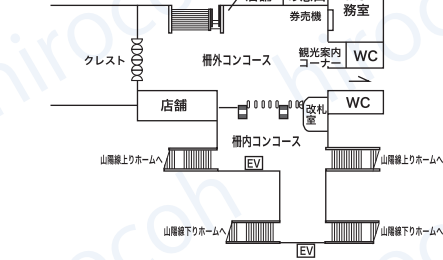 券売機
務室
観光案内
コーナー
WC
クレスト
柵外コンコース
店舗
改札
室
WC
柵内コンコース
山陽線上りホームへ
EV
山陽線上りホームへ
山陽線下りホームへ
山陽線下りホームへ
EV
hirocoh